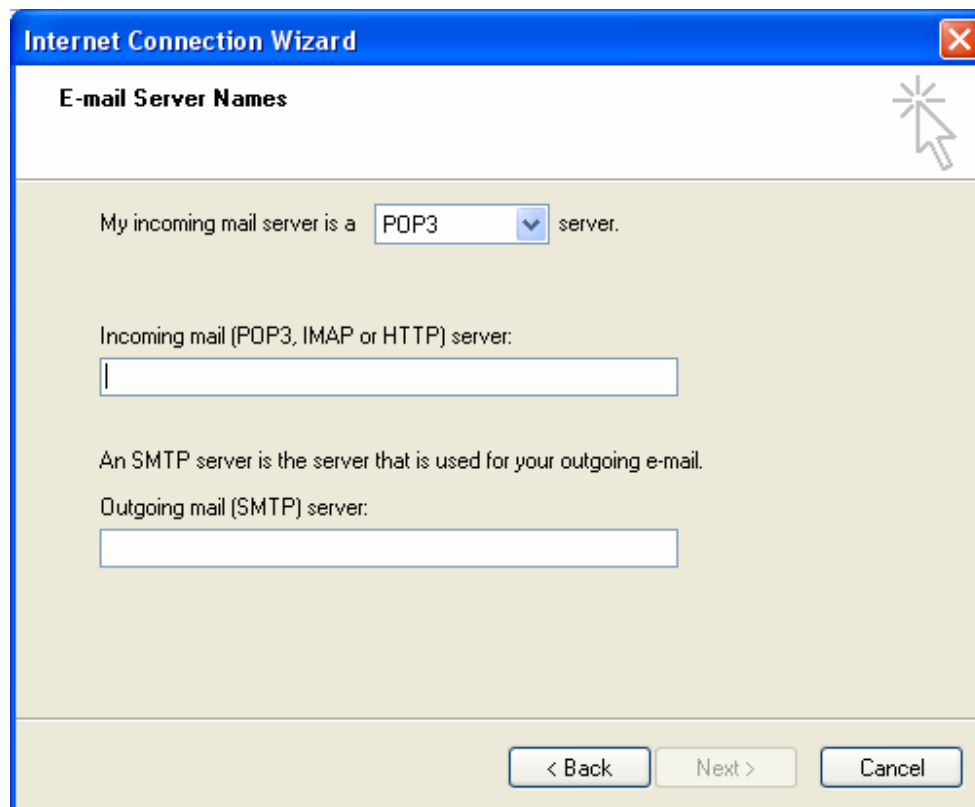 Internet Connection Wizard
E-mail Server Names
My incoming mail server is a POP3 server.
Incoming mail (POP3, IMAP or HTTP) server:
An SMTP server is the server that is used for your outgoing e-mail.
Outgoing mail (SMTP) server:
< Back Next > Cancel